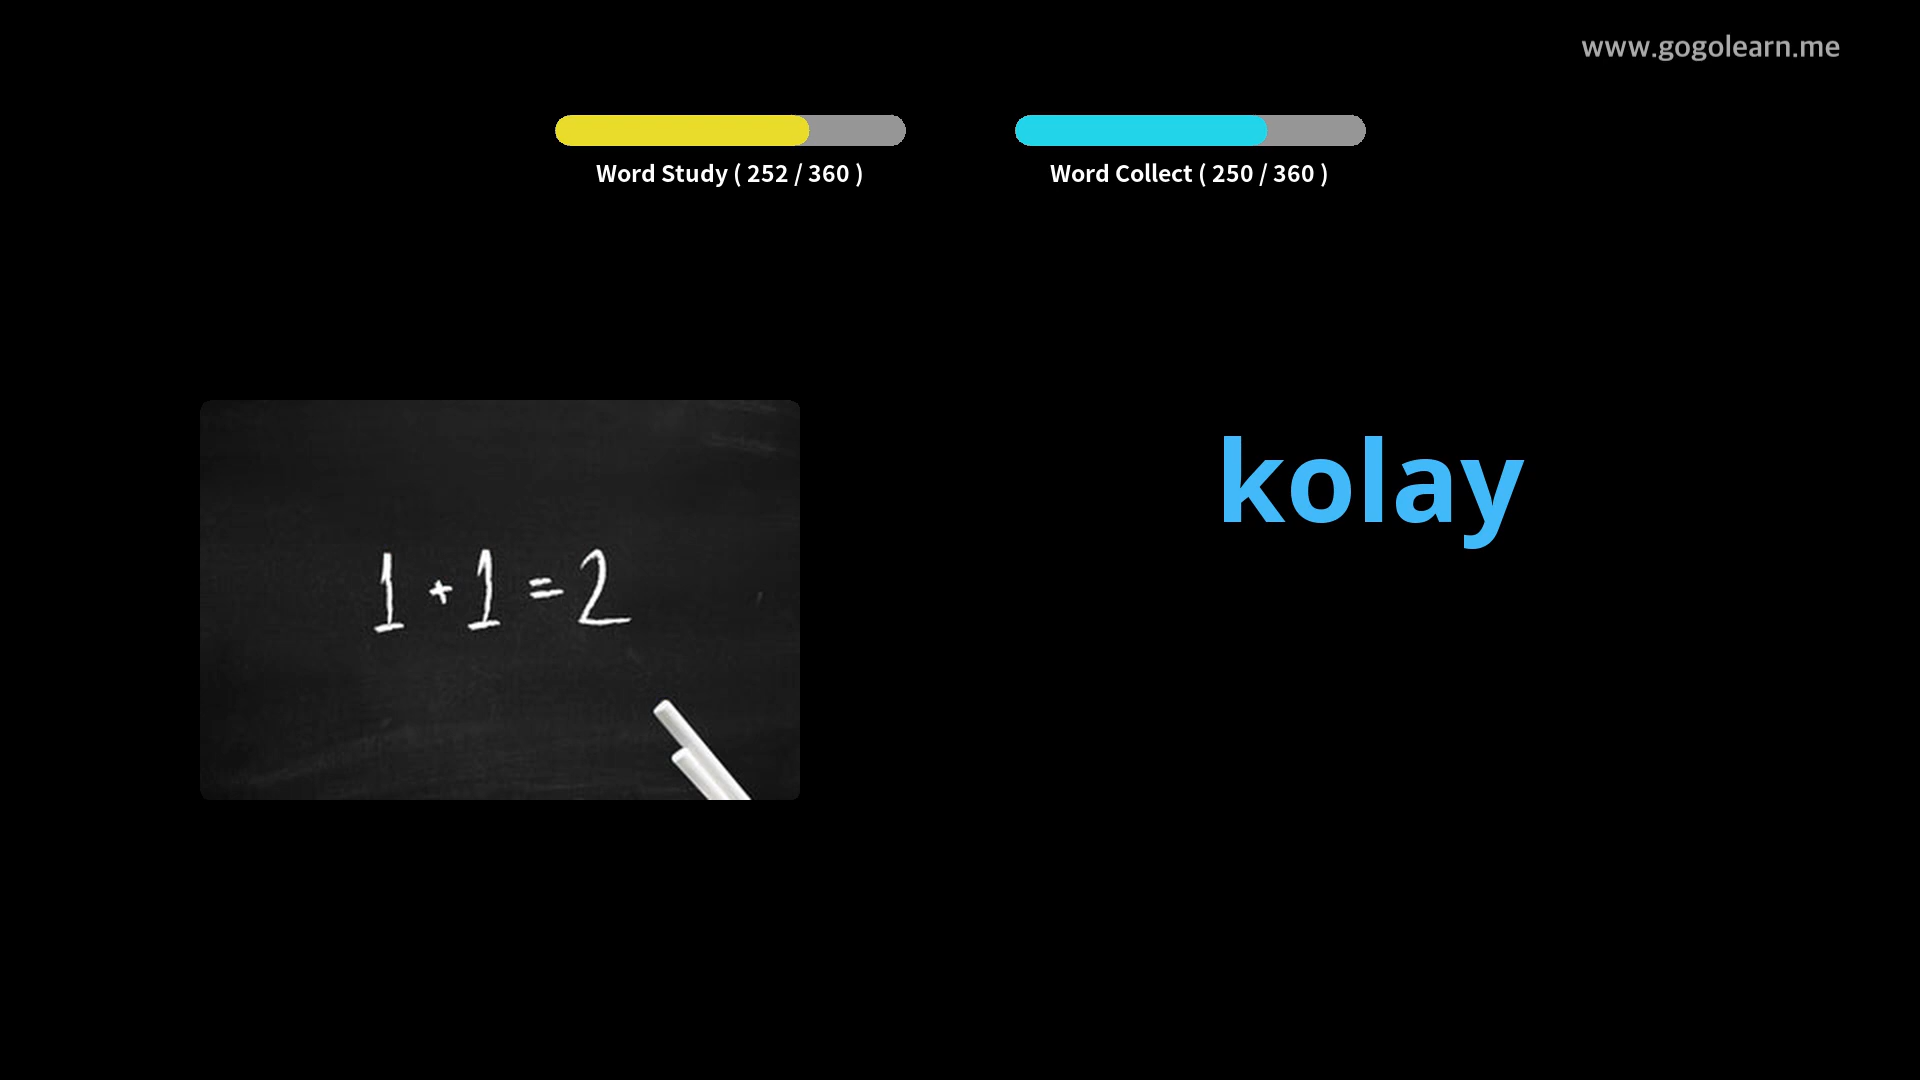 www.gogolearn.me
Word Study ( 252 / 360 )
Word Collect ( 250 / 360 )
kolay
1 + 1 = 2